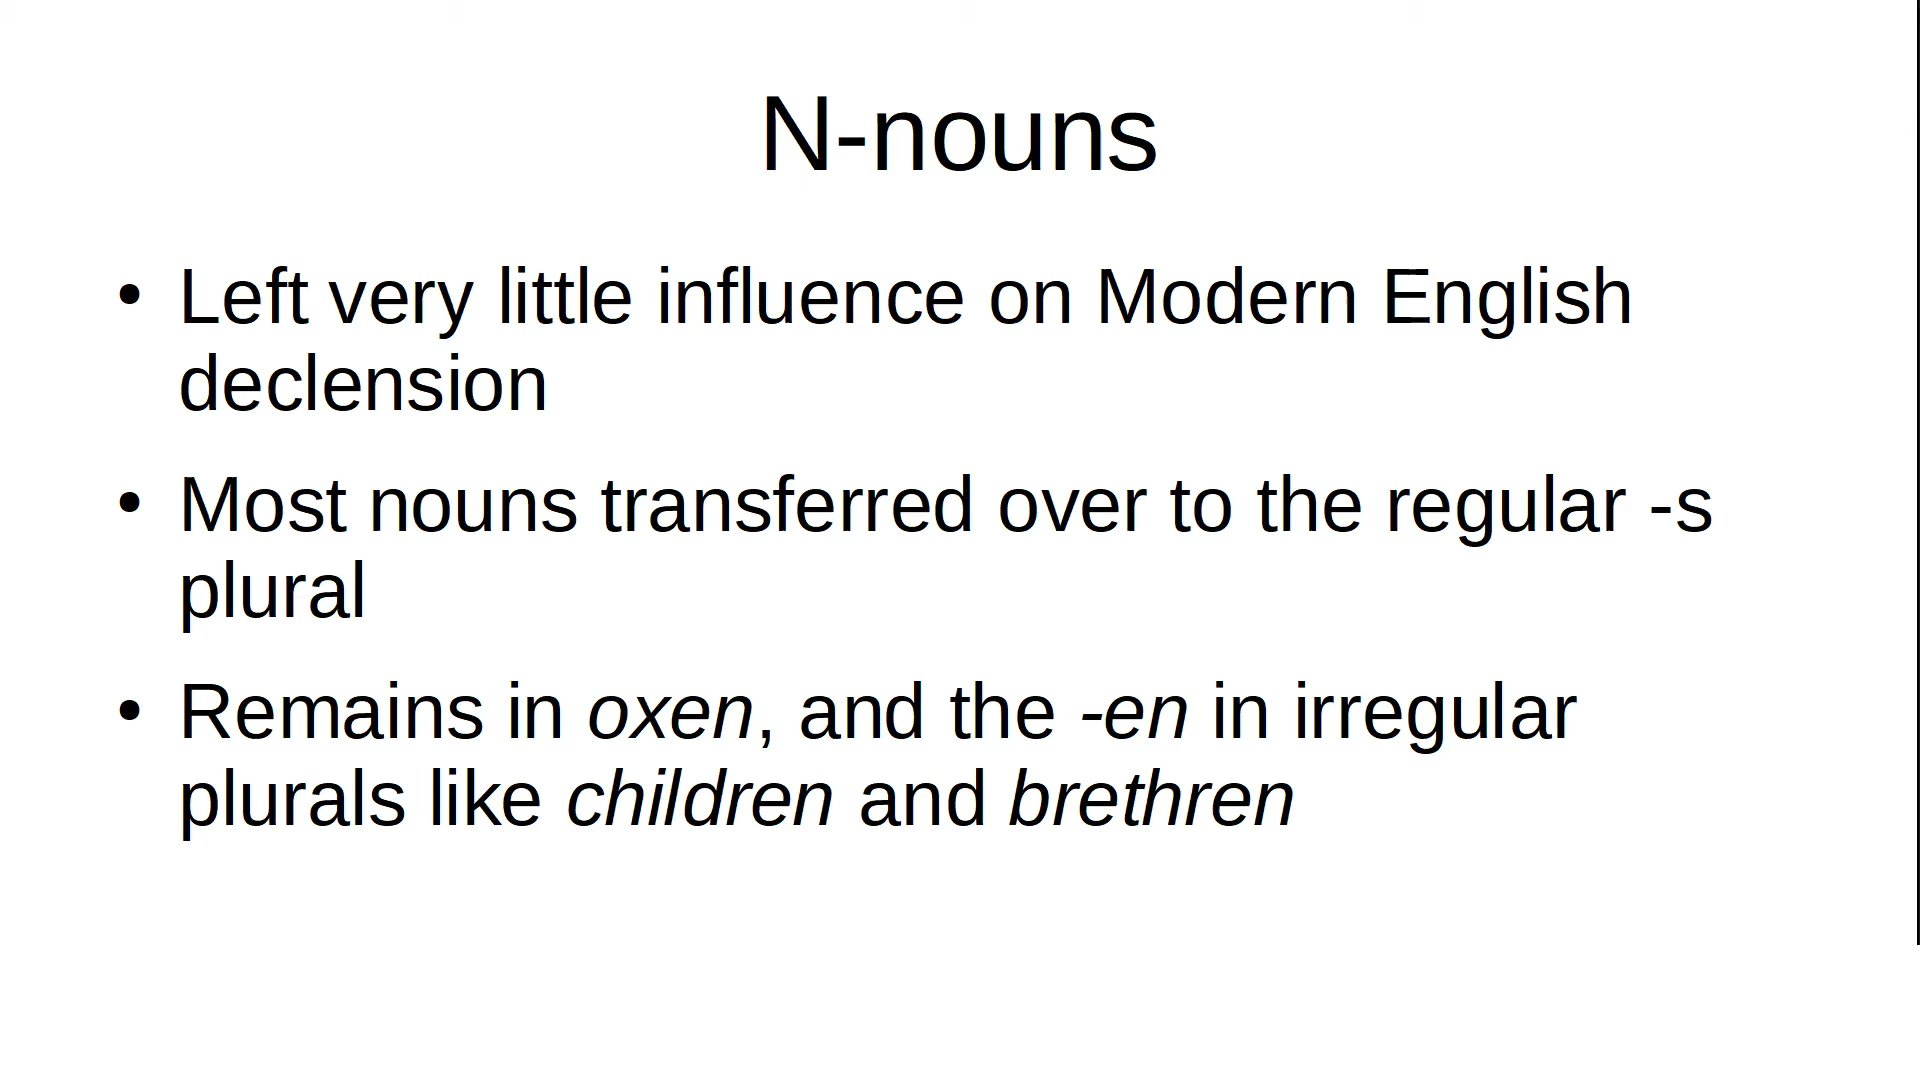 N-nouns
• Left very little influence on Modern English
declension
• Most nouns transferred over to the regular -s
plural
• Remains in oxen, and the -en in irregular
plurals like children and brethren